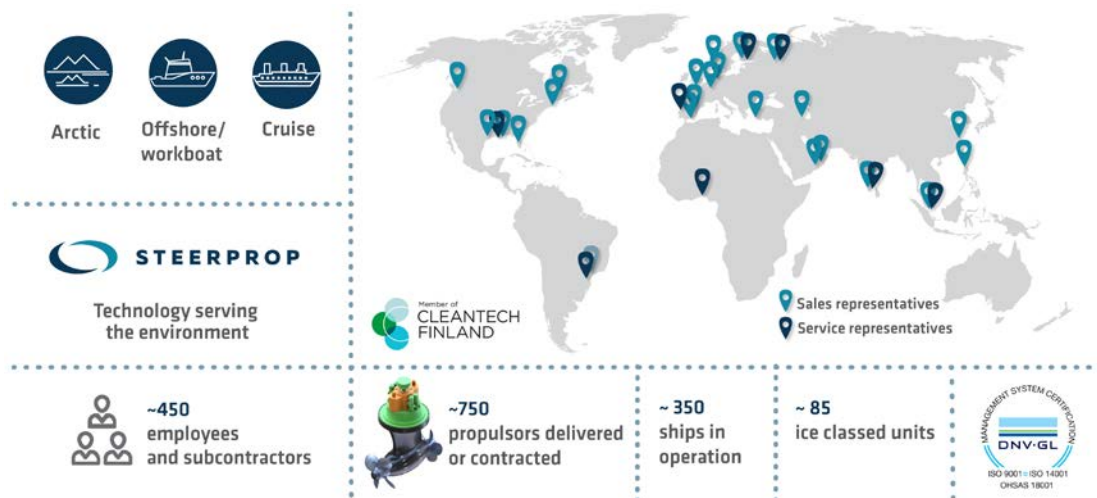 Arctic
Offshore/
workboat
Cruise
STEERPROP
Technology serving
the environment
Member of
CLEANTECH
FINLAND
Sales representatives
Service representatives
~450
employees
and subcontractors
~750
propulsors delivered
or contracted
~ 350
ships in
operation
~ 85
ice classed units
MANAGEMENT SYSTEM CERTIFICATION
DNV·GL
ISO 9001 = ISO 14001
OHSAS 18001